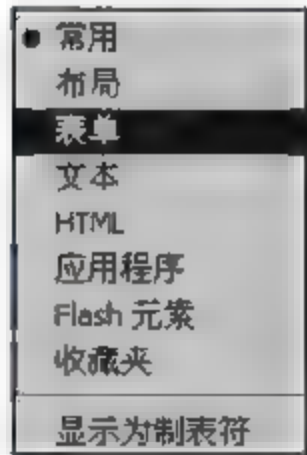 常用
布局
表单
文本
HTML
应用程序
Flash 元素
收藏夹
显示为制表符